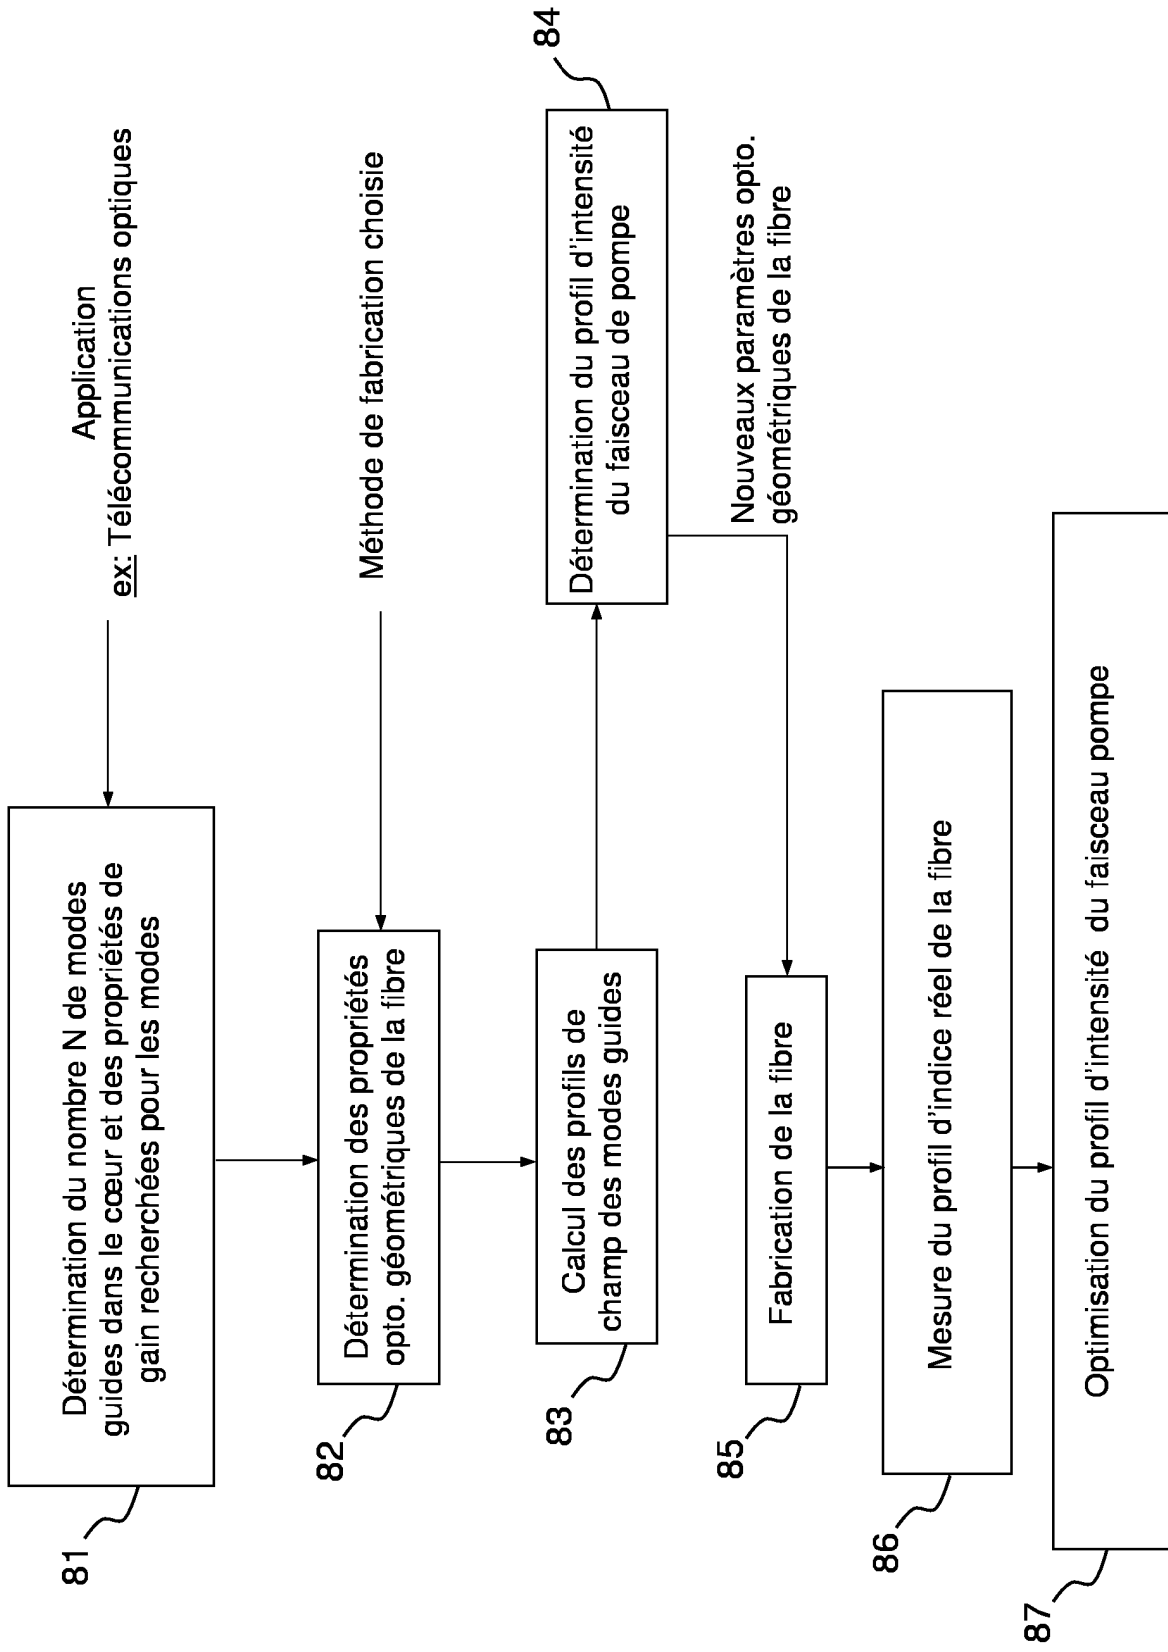 Application
ex: Télécommunications optiques
Détermination du nombre N de modes
guides dans le cœur et des propriétés de
gain recherchées pour les modes
81
Méthode de fabrication choisie
Détermination des propriétés
opto. géométriques de la fibre
82
Calcul des profils de
champ des modes guides
83
84
Détermination du profil d'intensité
du faisceau de pompe
Nouveaux paramètres opto.
géométriques de la fibre
Fabrication de la fibre
85
Mesure du profil d'indice réel de la fibre
86
Optimisation du profil d'intensité du faisceau pompe
87